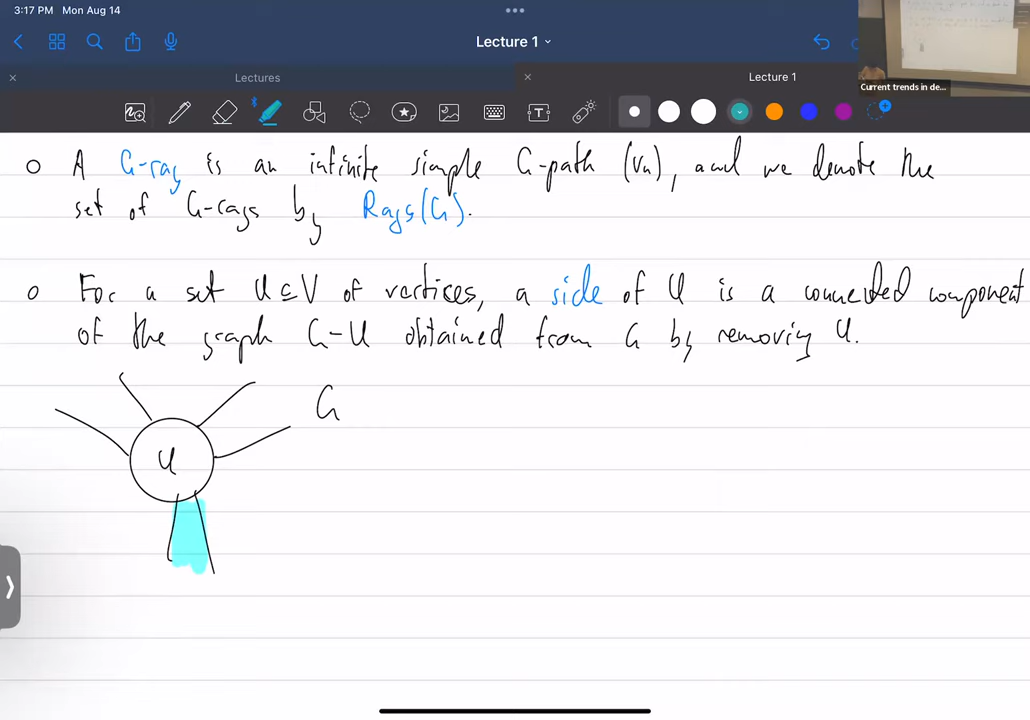 3:17 PM Mon Aug 14
Lecture 1
Lectures
Lecture 1
Current trends in de...
A G-ray is an infinite simple G-path (vn), and we denote the
set of G-rays by Rays(G).
For a set U ⊆ V of vertices, a side of U is a connected component
of the graph G-U obtained from G by removing U.
G
U